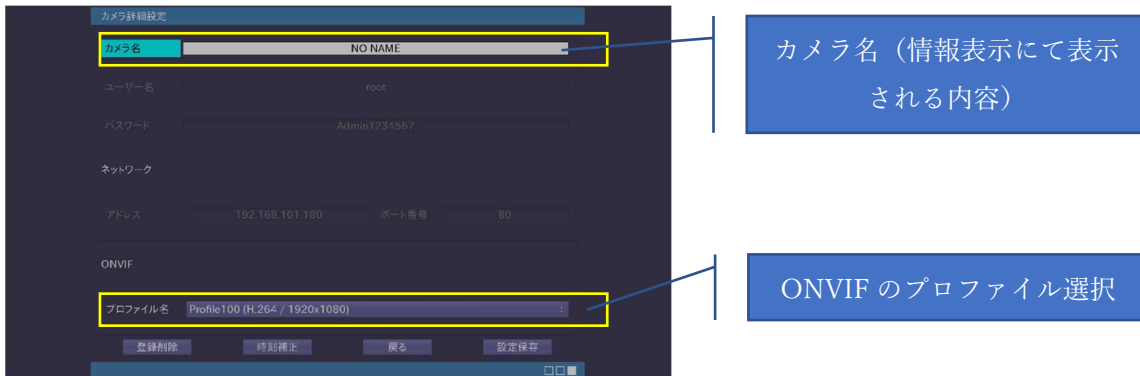 カメラ詳細設定
カメラ名 NO NAME
カメラ名（情報表示にて表示
される内容）
ユーザー名 root
パスワード Admin1234567
ネットワーク
アドレス 192.168.101.180 ポート番号 80
ONVIF
ONVIF のプロファイル選択
プロファイル名 Profile100 (H.264 / 1920x1080)
登録削除 時刻補正 戻る 設定保存